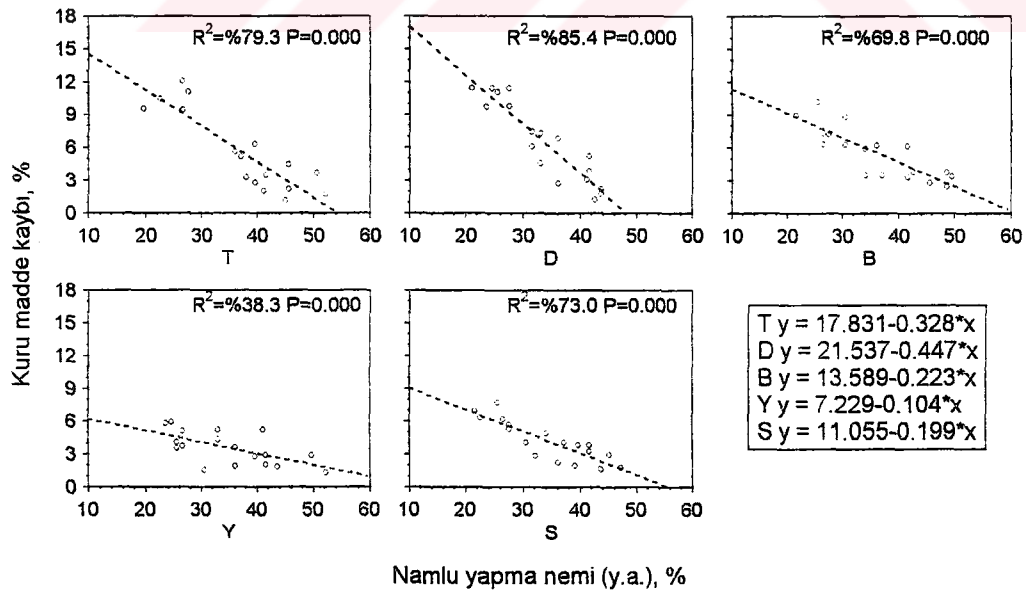 Kuru madde kaybı, %
18
15
12
9
6
3
0
R²=%79.3 P=0.000
10 20 30 40 50 60
T
R²=%85.4 P=0.000
10 20 30 40 50 60
D
R²=%69.8 P=0.000
10 20 30 40 50 60
B
18
15
12
9
6
3
0
R²=%38.3 P=0.000
10 20 30 40 50 60
Y
R²=%73.0 P=0.000
10 20 30 40 50 60
S
T y = 17.831-0.328*x
D y = 21.537-0.447*x
B y = 13.589-0.223*x
Y y = 7.229-0.104*x
S y = 11.055-0.199*x
Namlu yapma nemi (y.a.), %